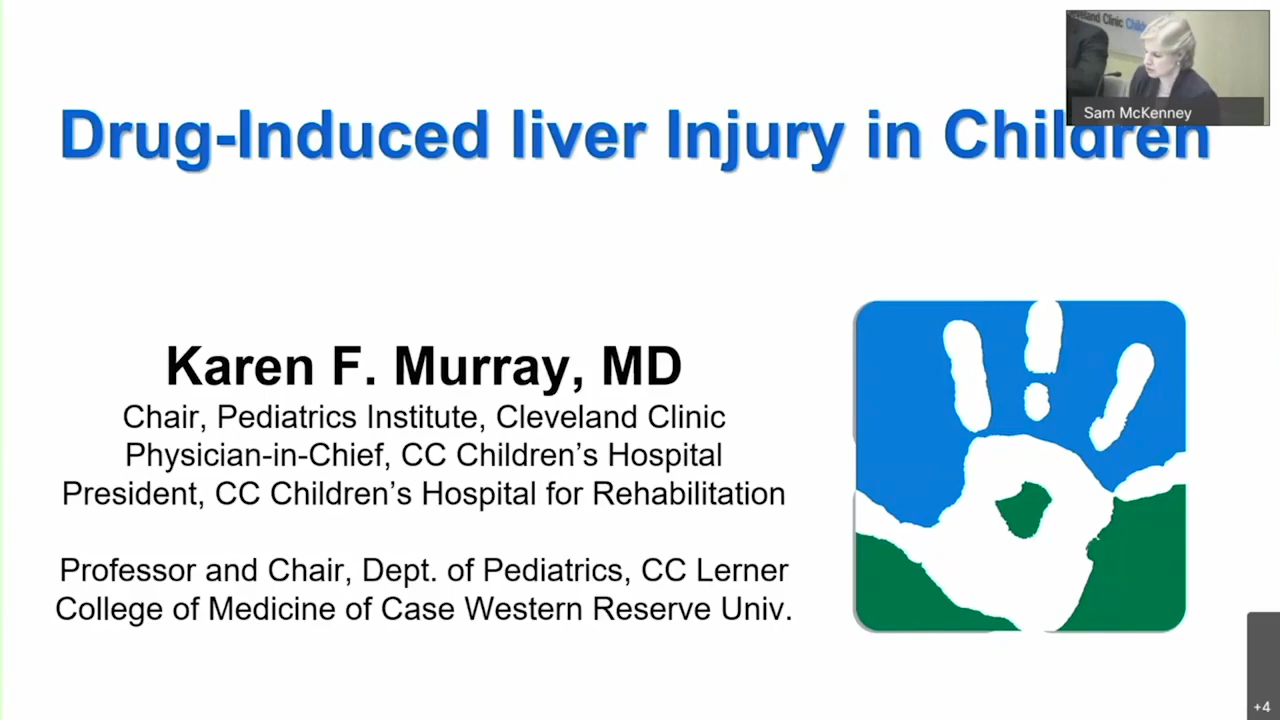 Drug-Induced liver Injury in Children
Cleveland Clinic
Sam McKenney
Karen F. Murray, MD
Chair, Pediatrics Institute, Cleveland Clinic
Physician-in-Chief, CC Children's Hospital
President, CC Children's Hospital for Rehabilitation
Professor and Chair, Dept. of Pediatrics, CC Lerner
College of Medicine of Case Western Reserve Univ.
+4